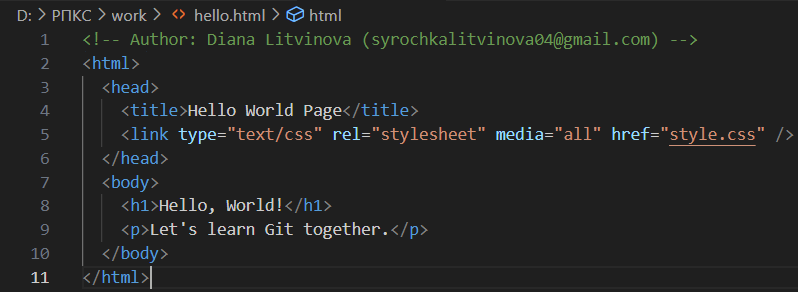 D: > РПКС > work > hello.html > html
1 <!-- Author: Diana Litvinova (syrochkalitvinova04@gmail.com) -->
2 <html>
3 <head>
4 <title>Hello World Page</title>
5 <link type="text/css" rel="stylesheet" media="all" href="style.css" />
6 </head>
7 <body>
8 <h1>Hello, World!</h1>
9 <p>Let's learn Git together.</p>
10 </body>
11 </html>